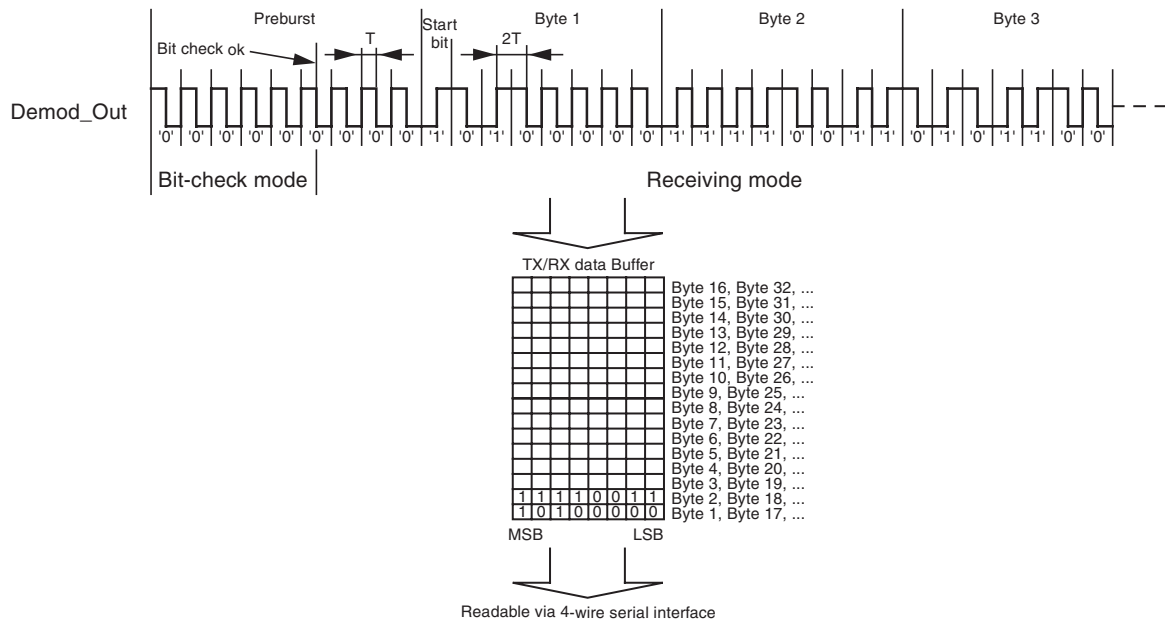 Preburst
Start
bit
Byte 1
Byte 2
Byte 3
Bit check ok
T
2T
Demod_Out
'0' '0' '0' '0' '0' '0' '0' '0' '0' '1' '0' '1' '0' '0' '0' '0' '0' '1' '1' '1' '1' '0' '0' '1' '1' '0' '1' '0' '1' '1' '0' '0'
Bit-check mode
Receiving mode
TX/RX data Buffer
Byte 16, Byte 32, ...
Byte 15, Byte 31, ...
Byte 14, Byte 30, ...
Byte 13, Byte 29, ...
Byte 12, Byte 28, ...
Byte 11, Byte 27, ...
Byte 10, Byte 26, ...
Byte 9, Byte 25, ...
Byte 8, Byte 24, ...
Byte 7, Byte 23, ...
Byte 6, Byte 22, ...
Byte 5, Byte 21, ...
Byte 4, Byte 20, ...
Byte 3, Byte 19, ...
1 1 1 1 0 0 1 1 Byte 2, Byte 18, ...
1 0 1 0 0 0 0 0 Byte 1, Byte 17, ...
MSB LSB
Readable via 4-wire serial interface